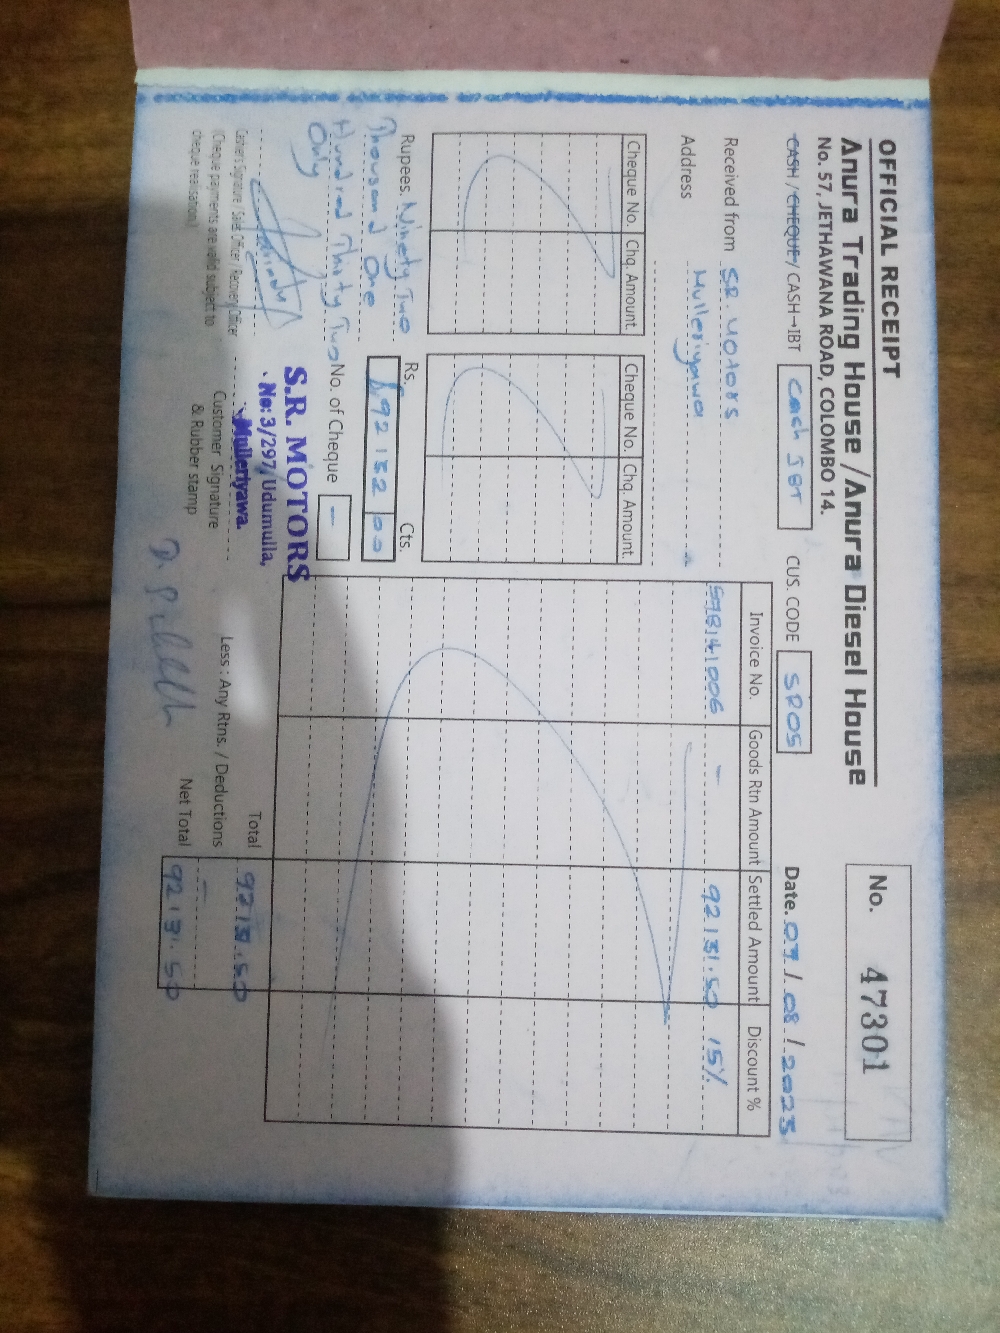 OFFICIAL RECEIPT
Anura Trading House /Anura Diesel House
No. 57, JETHAWANA ROAD, COLOMBO 14.
No. 47301
CASH / CHEQUE / CASH-IBT Cash IBT CUS. CODE SR05 Date. 07 / 08 / 2023
Received from S.R. Motors
Address Mulleriyawa
Cheque No. Chq. Amount. Cheque No. Chq. Amount.
Invoice No. Goods Rtn Amount Settled Amount Discount %
598141006 - 92131.50 15%
Rupees. Ninety Two
Thousand One
Hundred Thirty Two
Only
Rs. Cts.
92 132 00
No. of Cheque -
S.R. MOTORS
No: 3/297, Udumulla,
Mulleriyawa.
Cashier Signature / Sales Officer / Recovery Officer
(Cheque payments are valid subject to
cheque realisation)
Customer Signature
& Rubber stamp
Total 92131.50
Less : Any Rtns. / Deductions -
Net Total 92131.50